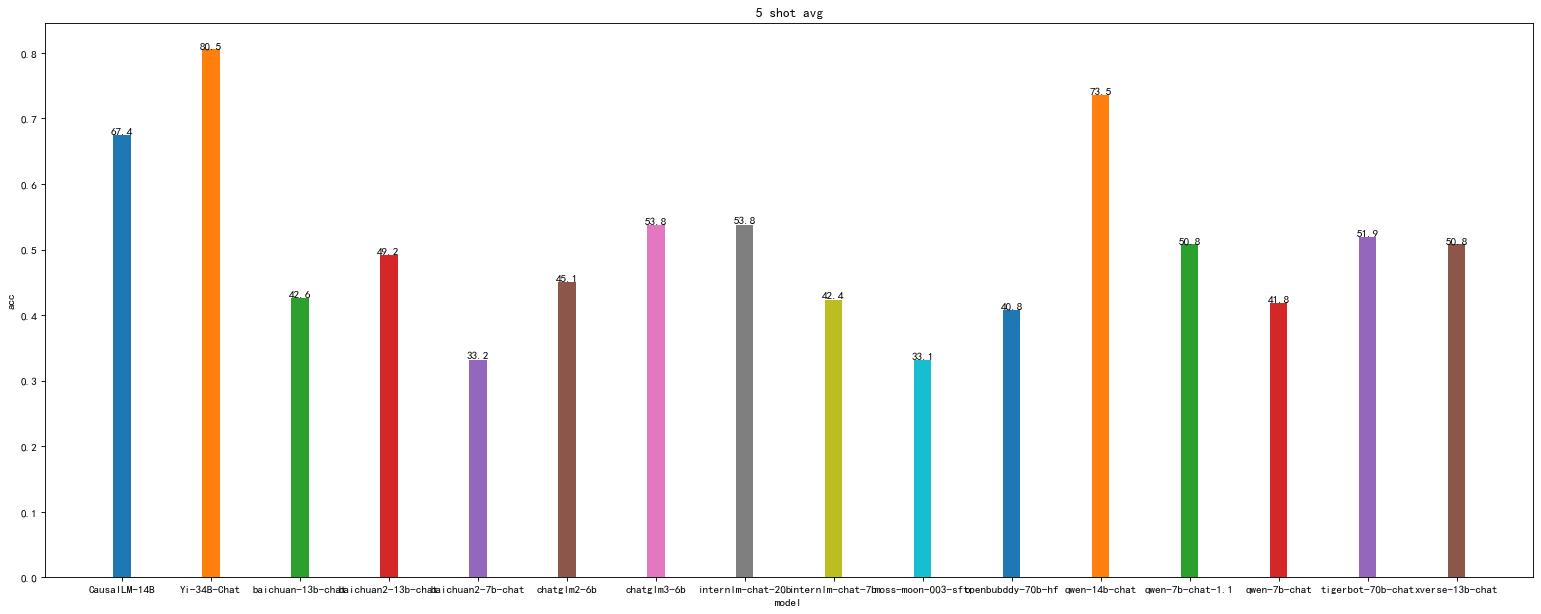 5 shot avg
80.5
0.8
73.5
0.7
67.4
0.6
53.8
53.8
51.9
50.8
50.8
0.5
49.2
45.1
42.6
42.4
41.8
40.8
0.4
acc
33.2
33.1
0.3
0.2
0.1
0.0
CausalLM-14B
Yi-34B-Chat
baichuan-13b-chat
baichuan2-13b-chat
baichuan2-7b-chat
chatglm2-6b
chatglm3-6b
internlm-chat-20b
internlm-chat-7b
moss-moon-003-sft
openbubddy-70b-hf
qwen-14b-chat
qwen-7b-chat-1.1
qwen-7b-chat
tigerbot-70b-chat
xverse-13b-chat
model